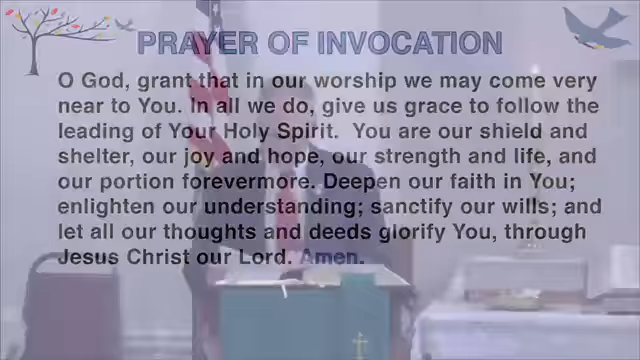 PRAYER OF INVOCATION
O God, grant that in our worship we may come very
near to You. In all we do, give us grace to follow the
leading of Your Holy Spirit.  You are our shield and
shelter, our joy and hope, our strength and life, and
our portion forevermore. Deepen our faith in You;
enlighten our understanding; sanctify our wills; and
let all our thoughts and deeds glorify You, through
Jesus Christ our Lord. Amen.